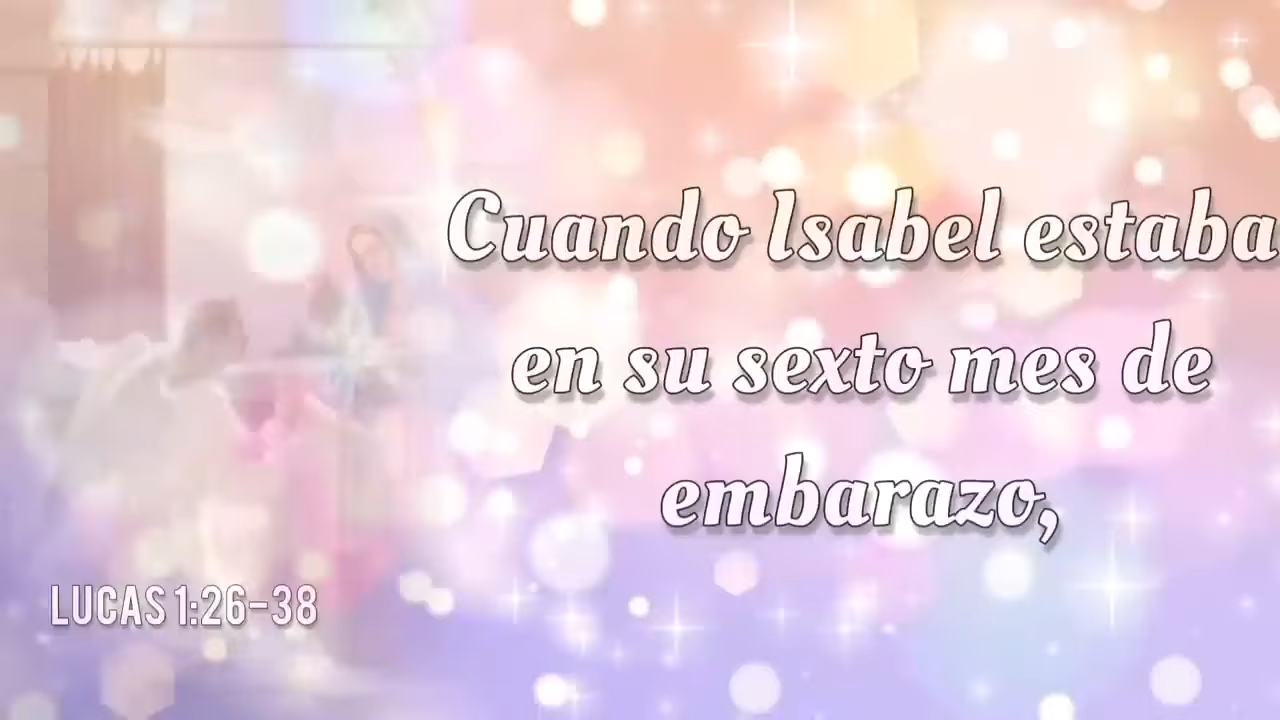 Cuando Isabel estaba
en su sexto mes de
embarazo,
LUCAS 1:26-38